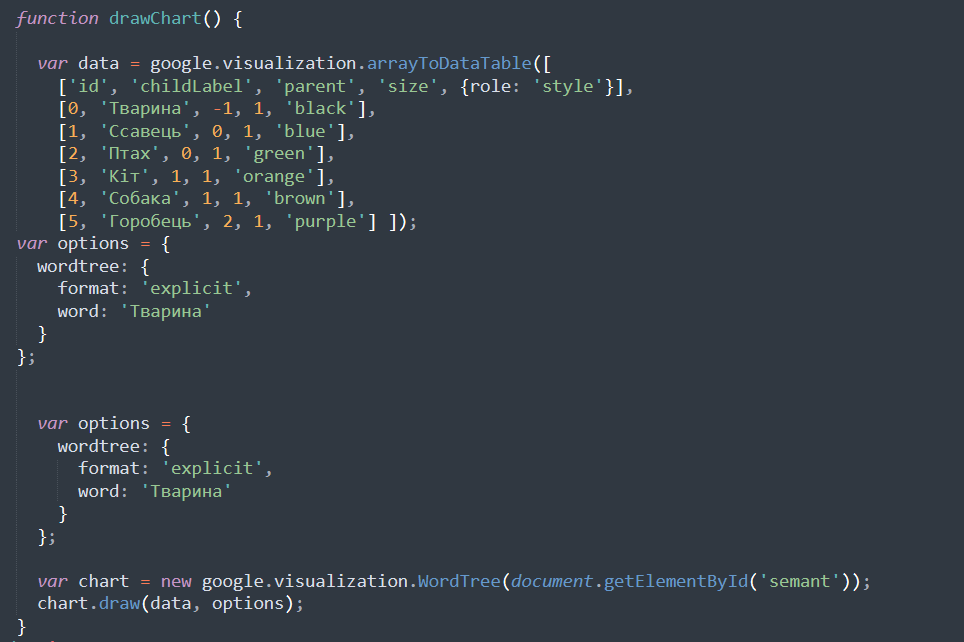 function drawChart() {
var data = google.visualization.arrayToDataTable([
['id', 'childLabel', 'parent', 'size', {role: 'style'}],
[0, 'Тварина', -1, 1, 'black'],
[1, 'Ссавець', 0, 1, 'blue'],
[2, 'Птах', 0, 1, 'green'],
[3, 'Кіт', 1, 1, 'orange'],
[4, 'Собака', 1, 1, 'brown'],
[5, 'Горобець', 2, 1, 'purple'] ]);
var options = {
wordtree: {
format: 'explicit',
word: 'Тварина'
}
};
var options = {
wordtree: {
format: 'explicit',
word: 'Тварина'
}
};
var chart = new google.visualization.WordTree(document.getElementById('semant'));
chart.draw(data, options);
}